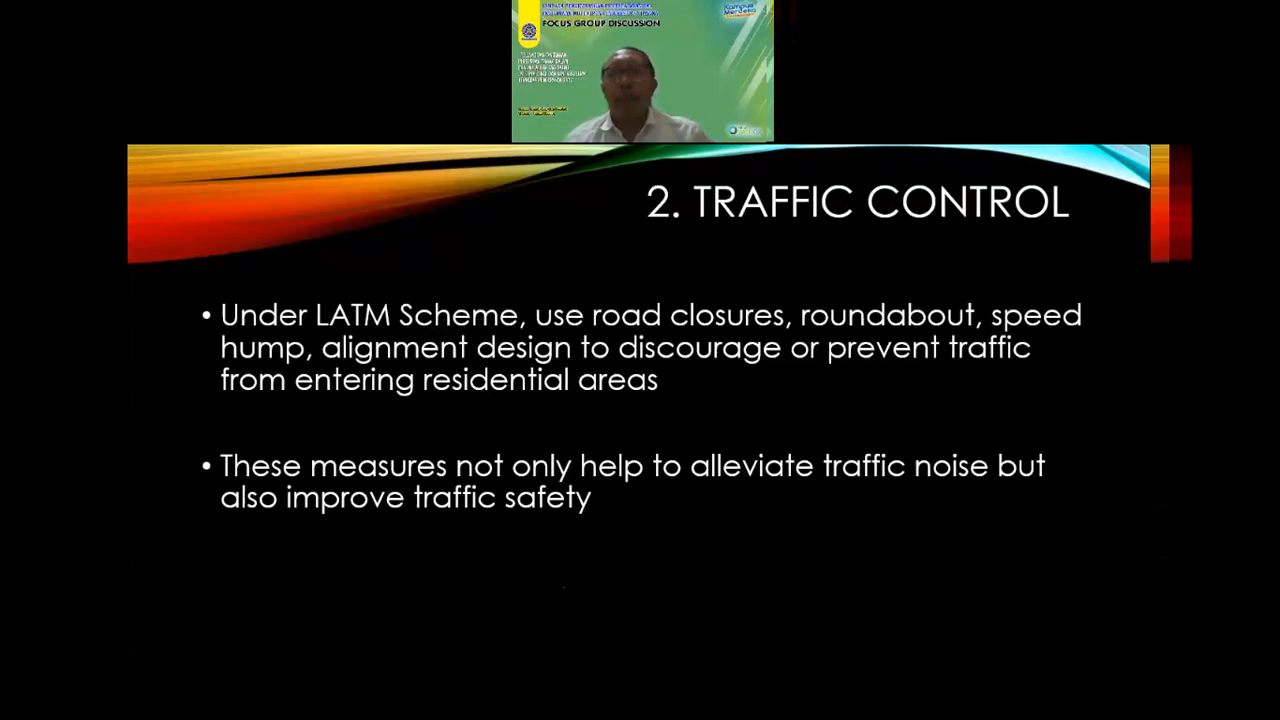 FOCUS GROUP DISCUSSION
Kampus
Merdeka
2. TRAFFIC CONTROL
• Under LATM Scheme, use road closures, roundabout, speed
hump, alignment design to discourage or prevent traffic
from entering residential areas
• These measures not only help to alleviate traffic noise but
also improve traffic safety